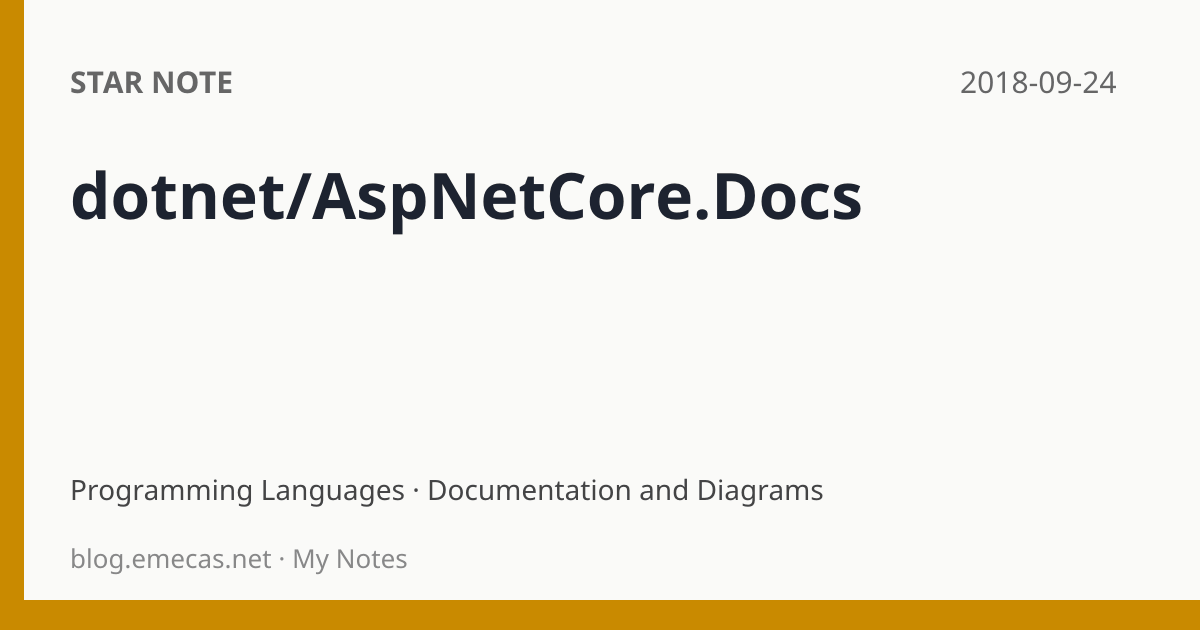 STAR NOTE
2018-09-24
dotnet/AspNetCore.Docs
Programming Languages · Documentation and Diagrams
blog.emecas.net · My Notes